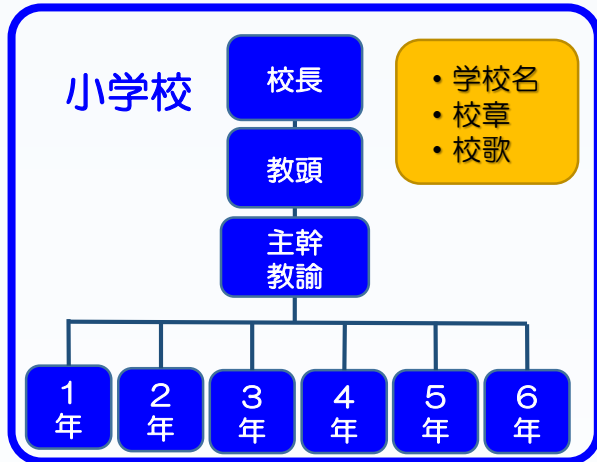 小学校
校長
・学校名
・校章
・校歌
教頭
主幹
教諭
1
年
2
年
3
年
4
年
5
年
6
年